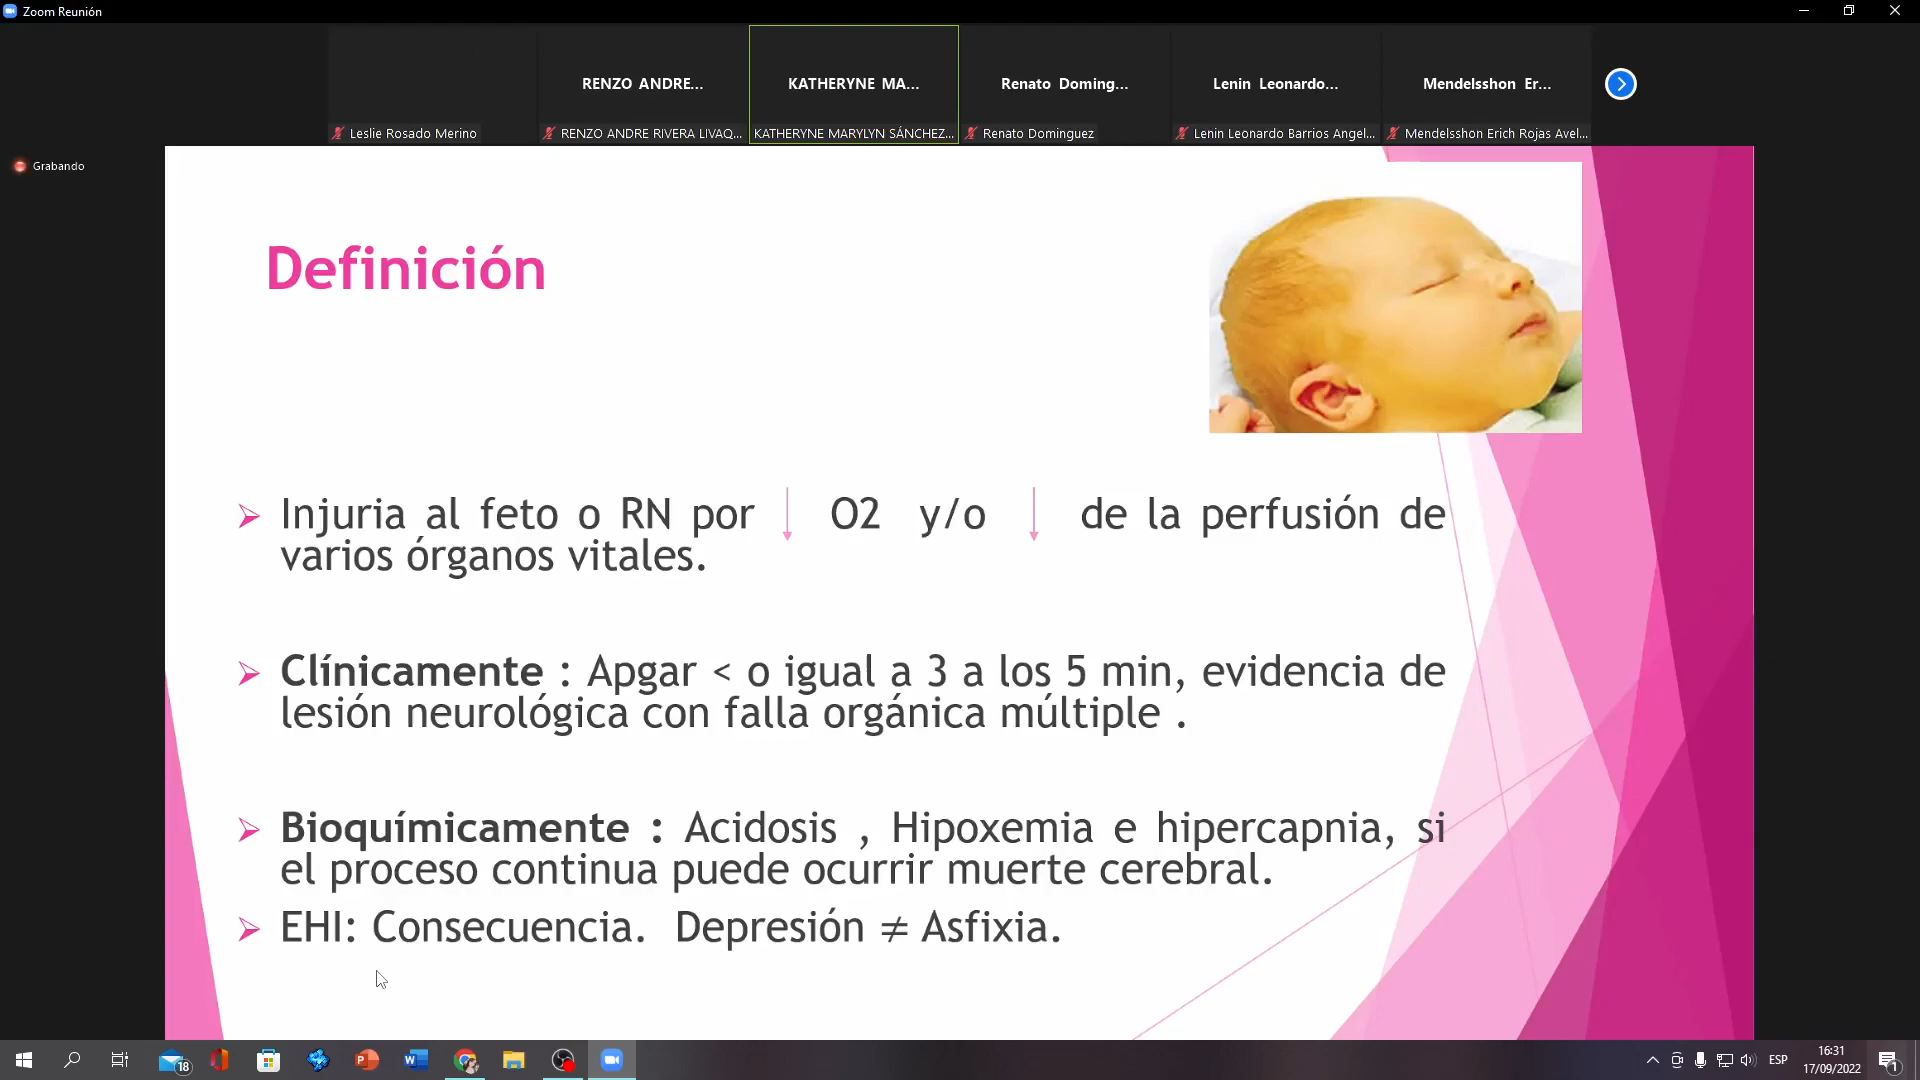 Zoom Reunión
RENZO ANDRE...
KATHERYNE MA...
Renato Doming...
Lenin Leonardo...
Mendelsshon Er...
Leslie Rosado Merino
RENZO ANDRE RIVERA LIVAQ...
KATHERYNE MARYLYN SÁNCHEZ...
Renato Dominguez
Lenin Leonardo Barrios Angel...
Mendelsshon Erich Rojas Avel...
Grabando
Definición
Injuria al feto o RN por ↓ O2 y/o ↓ de la perfusión de
varios órganos vitales.
Clínicamente : Apgar < o igual a 3 a los 5 min, evidencia de
lesión neurológica con falla orgánica múltiple .
Bioquímicamente : Acidosis , Hipoxemia e hipercapnia, si
el proceso continua puede ocurrir muerte cerebral.
EHI: Consecuencia. Depresión ≠ Asfixia.
18
ESP
16:31
17/09/2022
1